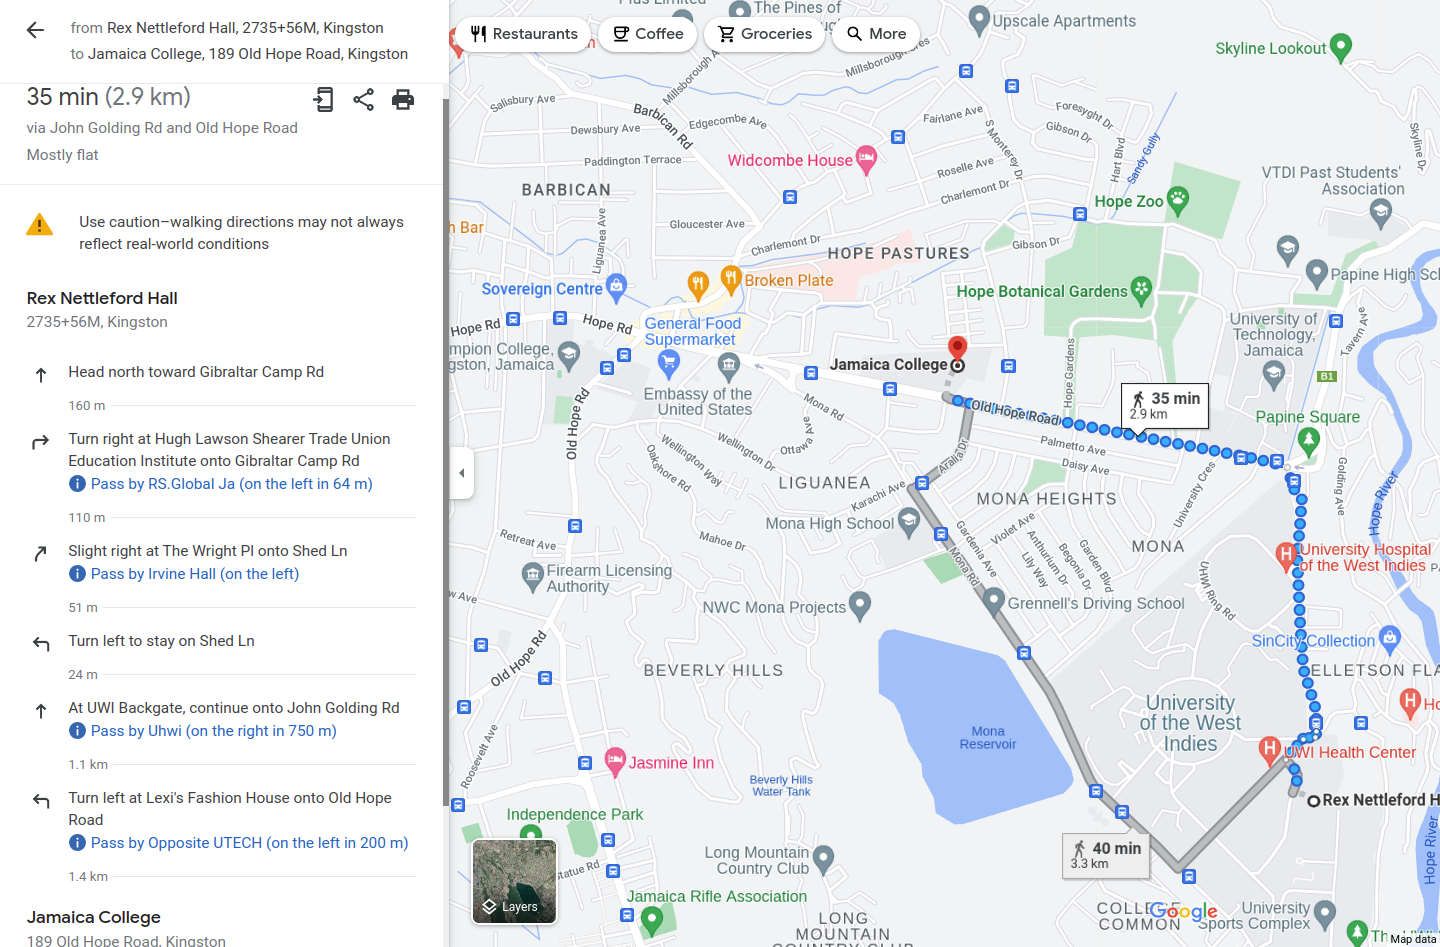 from Rex Nettleford Hall, 2735+56M, Kingston
to Jamaica College, 189 Old Hope Road, Kingston
35 min (2.9 km)
via John Golding Rd and Old Hope Road
Mostly flat
Use caution–walking directions may not always
reflect real-world conditions
Rex Nettleford Hall
2735+56M, Kingston
Head north toward Gibraltar Camp Rd
160 m
Turn right at Hugh Lawson Shearer Trade Union
Education Institute onto Gibraltar Camp Rd
Pass by RS.Global Ja (on the left in 64 m)
110 m
Slight right at The Wright Pl onto Shed Ln
Pass by Irvine Hall (on the left)
51 m
Turn left to stay on Shed Ln
24 m
At UWI Backgate, continue onto John Golding Rd
Pass by Uhwi (on the right in 750 m)
1.1 km
Turn left at Lexi's Fashion House onto Old Hope
Road
Pass by Opposite UTECH (on the left in 200 m)
1.4 km
Jamaica College
189 Old Hope Road, Kingston
Restaurants
Coffee
Groceries
More
The Pines of
Upscale Apartments
Skyline Lookout
Millsborough A
Millsborough
Salisbury Ave
Barbican Rd
Edgecombe Ave
Dewsbury Ave
Paddington Terrace
Fairlane Ave
Foresyght Dr
Gibson Dr
S Monterey Dr
Hart Blvd
Sandy Gully
Skyline Dr
Widcombe House
Roselle Ave
Charlemont Dr
BARBICAN
Hope Zoo
VTDI Past Students'
Association
h Bar
Liguanea Ave
Gloucester Ave
Charlemont Dr
HOPE PASTURES
Gibson Dr
Papine High Sch
Sovereign Centre
Broken Plate
Hope Botanical Gardens
Hope Rd
Hope Rd
General Food
Supermarket
University of
Technology,
Jamaica
Tavern Ave
mpion College,
gston, Jamaica
Jamaica College
Hope Gardens
B1
Embassy of the
United States
Old Hope Rd
Mona Rd
Old Hope Road
35 min
2.9 km
Papine Square
Ottawa Ave
Wellington Dr
Wellington Way
Oakshore Rd
Aralia Dr
Palmetto Ave
Daisy Ave
Golding Ave
LIGUANEA
Karachi Ave
MONA HEIGHTS
University Cres
Hope River
Mona High School
Retreat Ave
Mahoe Dr
Gardenia Ave
Violet Ave
Anthurium Dr
Lily Way
Begonia Dr
Garden Blvd
Mona Rd
MONA
University Hospital
of the West Indies
Firearm Licensing
Authority
w Ave
NWC Mona Projects
Grennell's Driving School
UHWI Ring Rd
SinCity Collection
Old Hope Rd
BEVERLY HILLS
ELLETSON FLA
University
of the West
Indies
Ho
Roosevelt Ave
Mona
Reservoir
UWI Health Center
Jasmine Inn
Beverly Hills
Water Tank
Rex Nettleford H
Independence Park
40 min
3.3 km
Hope River
Long Mountain
Country Club
Statue Rd
Layers
Jamaica Rifle Association
LONG
MOUNTAIN
COUNTRY CLUB
COLLEGE
COMMON
Google
University
Sports Complex
Map data